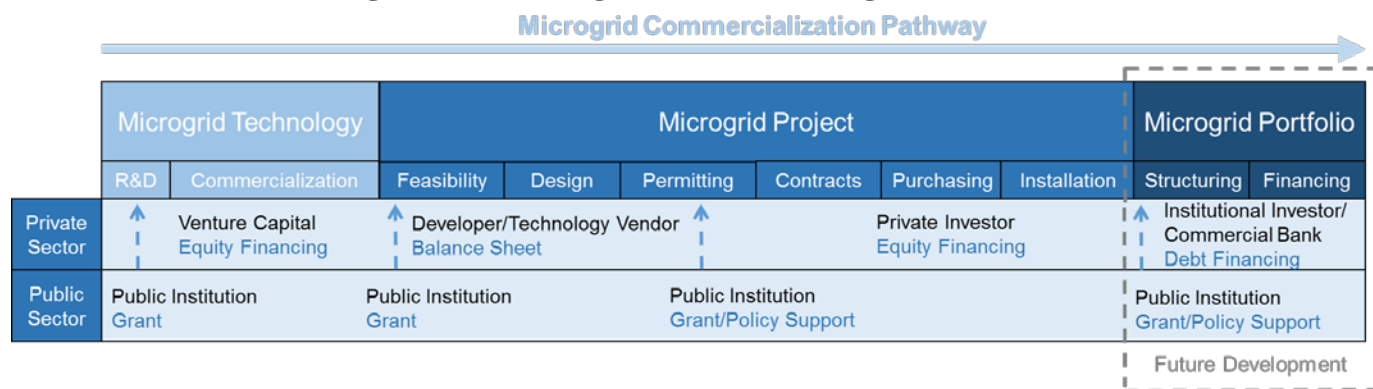 Microgrid Commercialization Pathway
Microgrid Technology
Microgrid Project
Microgrid Portfolio
R&D
Commercialization
Feasibility
Design
Permitting
Contracts
Purchasing
Installation
Structuring
Financing
Private
Sector
Venture Capital
Equity Financing
Developer/Technology Vendor
Balance Sheet
Private Investor
Equity Financing
Institutional Investor/
Commercial Bank
Debt Financing
Public
Sector
Public Institution
Grant
Public Institution
Grant
Public Institution
Grant/Policy Support
Public Institution
Grant/Policy Support
Future Development